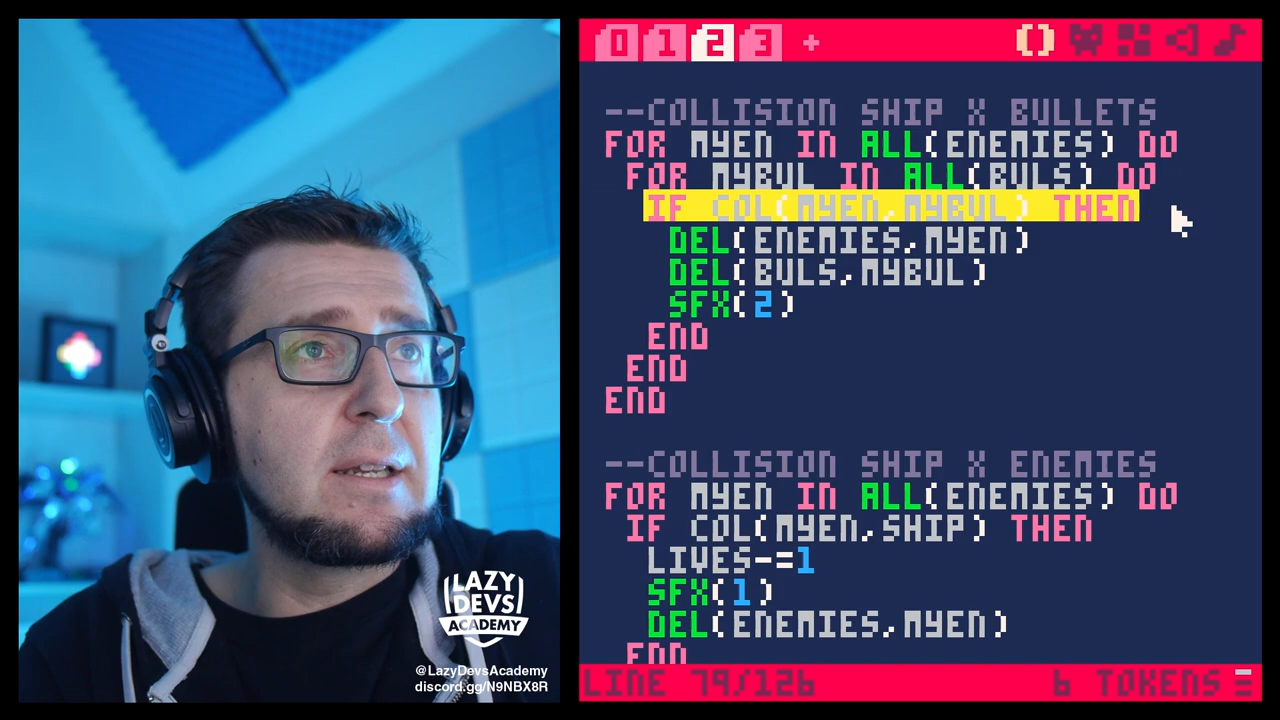 LAZY
DEVS
ACADEMY
@LazyDevsAcademy
discord.gg/N9NBX8R
0 1 2 3 +
--COLLISION SHIP X BULLETS
FOR MYEN IN ALL(ENEMIES) DO
FOR MYBUL IN ALL(BULS) DO
IF COL(MYEN,MYBUL) THEN
DEL(ENEMIES,MYEN)
DEL(BULS,MYBUL)
SFX(2)
END
END
END
--COLLISION SHIP X ENEMIES
FOR MYEN IN ALL(ENEMIES) DO
IF COL(MYEN,SHIP) THEN
LIVES-=1
SFX(1)
DEL(ENEMIES,MYEN)
END
LINE 79/126
6 TOKENS